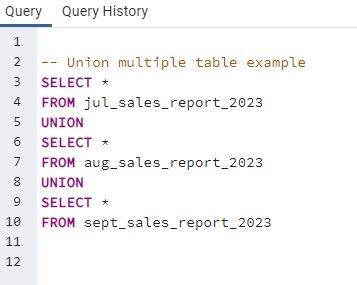 Query Query History
1
2 -- Union multiple table example
3 SELECT *
4 FROM jul_sales_report_2023
5 UNION
6 SELECT *
7 FROM aug_sales_report_2023
8 UNION
9 SELECT *
10 FROM sept_sales_report_2023
11
12